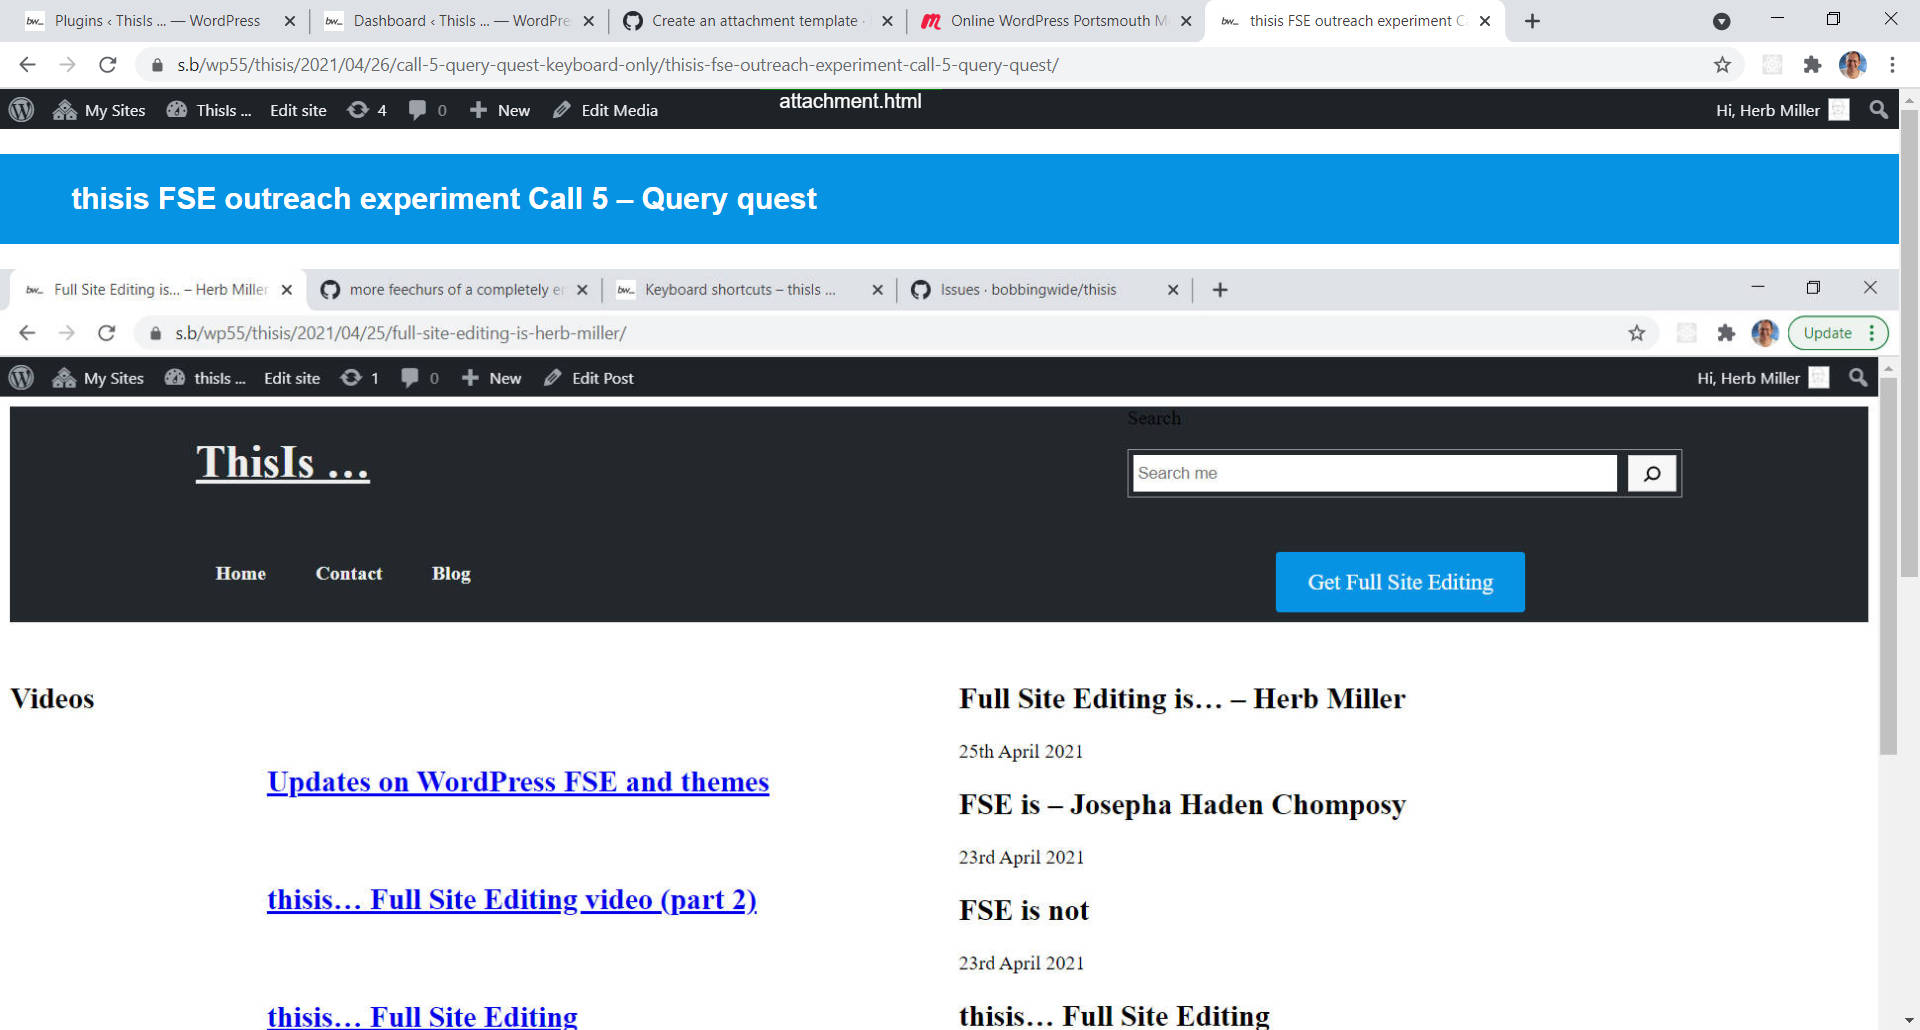 Plugins ‹ ThisIs ... — WordPress
Dashboard ‹ ThisIs ... — WordPre
Create an attachment template ·
Online WordPress Portsmouth M
thisis FSE outreach experiment C
s.b/wp55/thisis/2021/04/26/call-5-query-quest-keyboard-only/thisis-fse-outreach-experiment-call-5-query-quest/
My Sites ThisIs ... Edit site 4 0 New Edit Media attachment.html Hi, Herb Miller
thisis FSE outreach experiment Call 5 – Query quest
Full Site Editing is... – Herb Miller
more feechurs of a completely er
Keyboard shortcuts – thisIs ...
Issues · bobbingwide/thisis
s.b/wp55/thisis/2021/04/25/full-site-editing-is-herb-miller/
Update
My Sites thisIs ... Edit site 1 0 New Edit Post Hi, Herb Miller
Search
ThisIs …
Search me
Home Contact Blog
Get Full Site Editing
Videos
Updates on WordPress FSE and themes
thisis… Full Site Editing video (part 2)
thisis… Full Site Editing
Full Site Editing is… – Herb Miller
25th April 2021
FSE is – Josepha Haden Chomposy
23rd April 2021
FSE is not
23rd April 2021
thisis… Full Site Editing